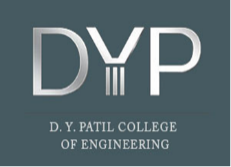 DYP
D. Y. PATIL COLLEGE
OF ENGINEERING